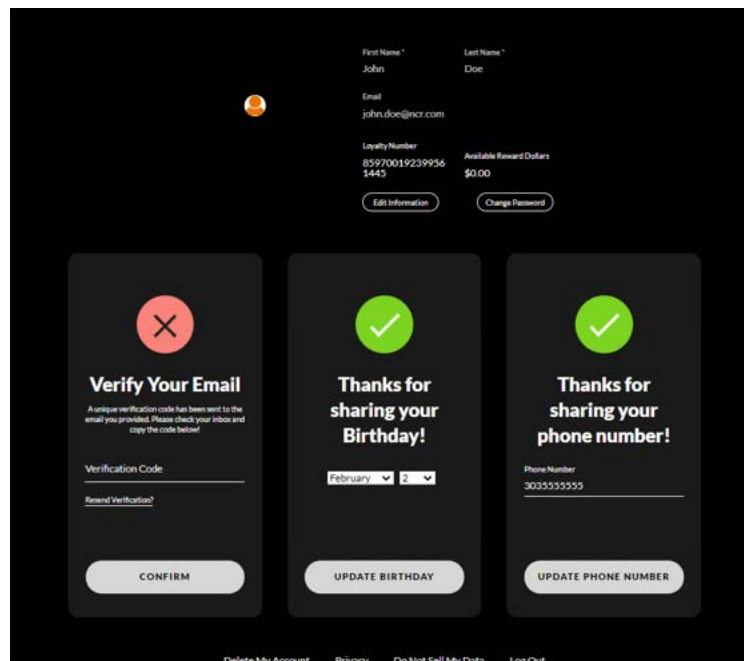 First Name *
Last Name *
John
Doe
Email
john.doe@ncr.com
Loyalty Number
Available Reward Dollars
85970019239956
1445
$0.00
Edit Information
Change Password
Verify Your Email
A unique verification code has been sent to the
email you provided. Please check your inbox and
copy the code below!
Verification Code
Resend Verification?
CONFIRM
Thanks for
sharing your
Birthday!
February
2
UPDATE BIRTHDAY
Thanks for
sharing your
phone number!
Phone Number
3035555555
UPDATE PHONE NUMBER
Delete My Account
Privacy
Do Not Sell My Data
Log Out